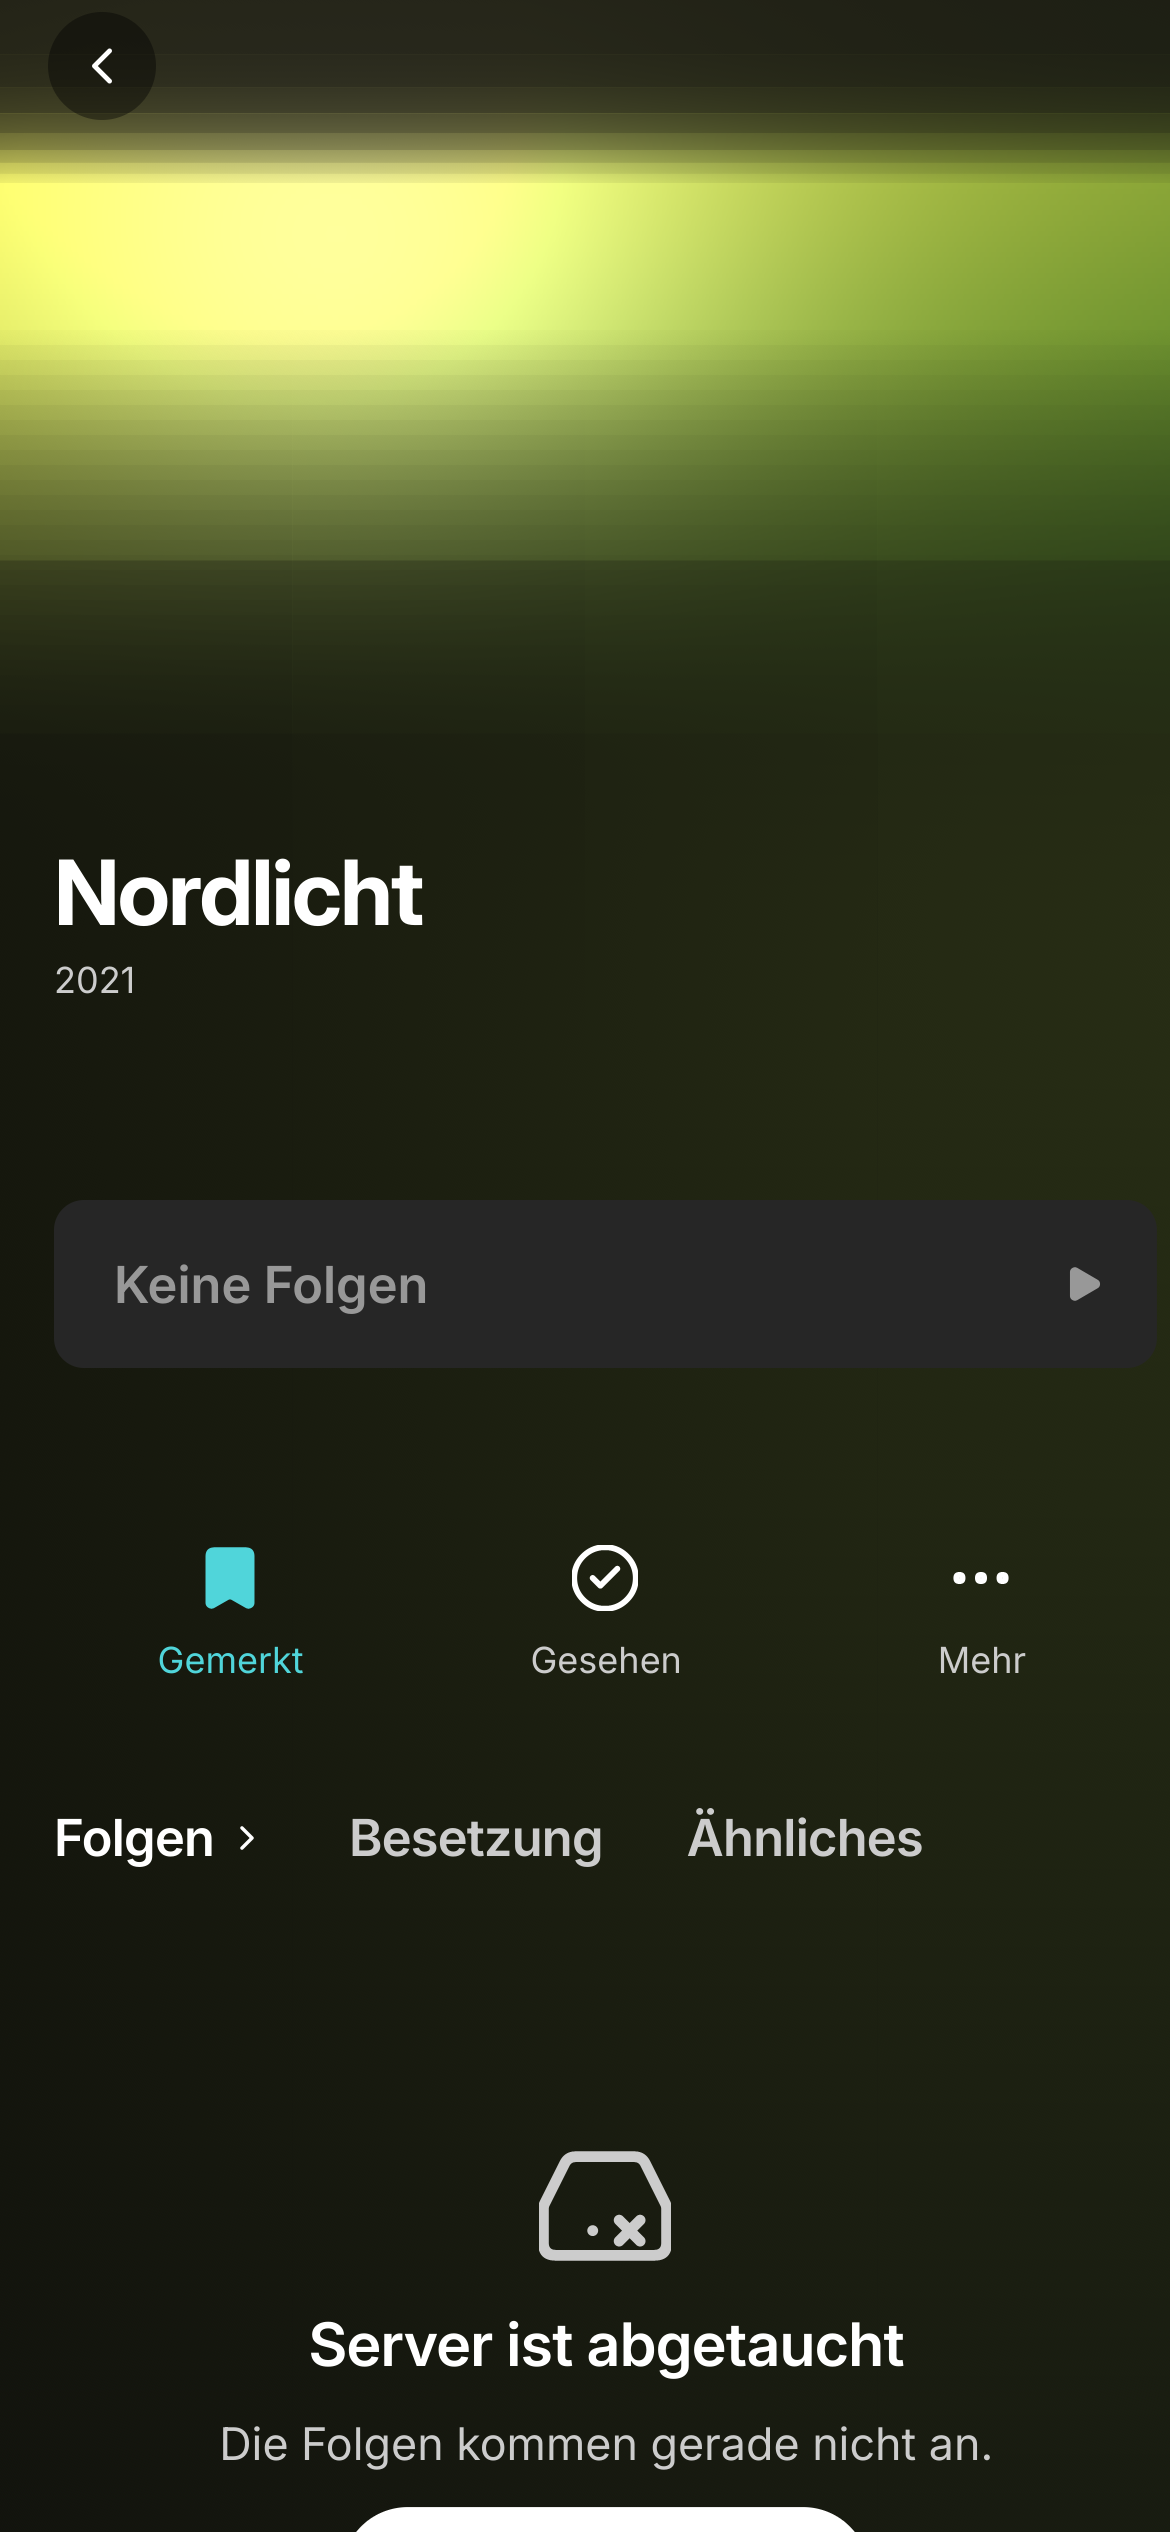 Nordlicht
2021
Keine Folgen
Gemerkt
Gesehen
Mehr
Folgen
Besetzung
Ähnliches
Server ist abgetaucht
Die Folgen kommen gerade nicht an.